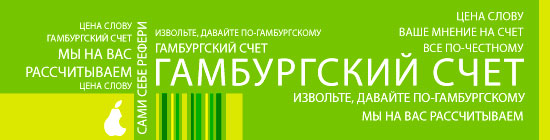 ЦЕНА СЛОВУ
ГАМБУРГСКИЙ СЧЕТ
МЫ НА ВАС
РАССЧИТЫВАЕМ
ЦЕНА СЛОВУ
САМИ СЕБЕ РЕФЕРИ
ИЗВОЛЬТЕ, ДАВАЙТЕ ПО-ГАМБУРГСКОМУ
ГАМБУРГСКИЙ СЧЕТ
ЦЕНА СЛОВУ
ВАШЕ МНЕНИЕ НА СЧЕТ
ВСЕ ПО-ЧЕСТНОМУ
ГАМБУРГСКИЙ СЧЕТ
ИЗВОЛЬТЕ, ДАВАЙТЕ ПО-ГАМБУРГСКОМУ
МЫ НА ВАС РАССЧИТЫВАЕМ